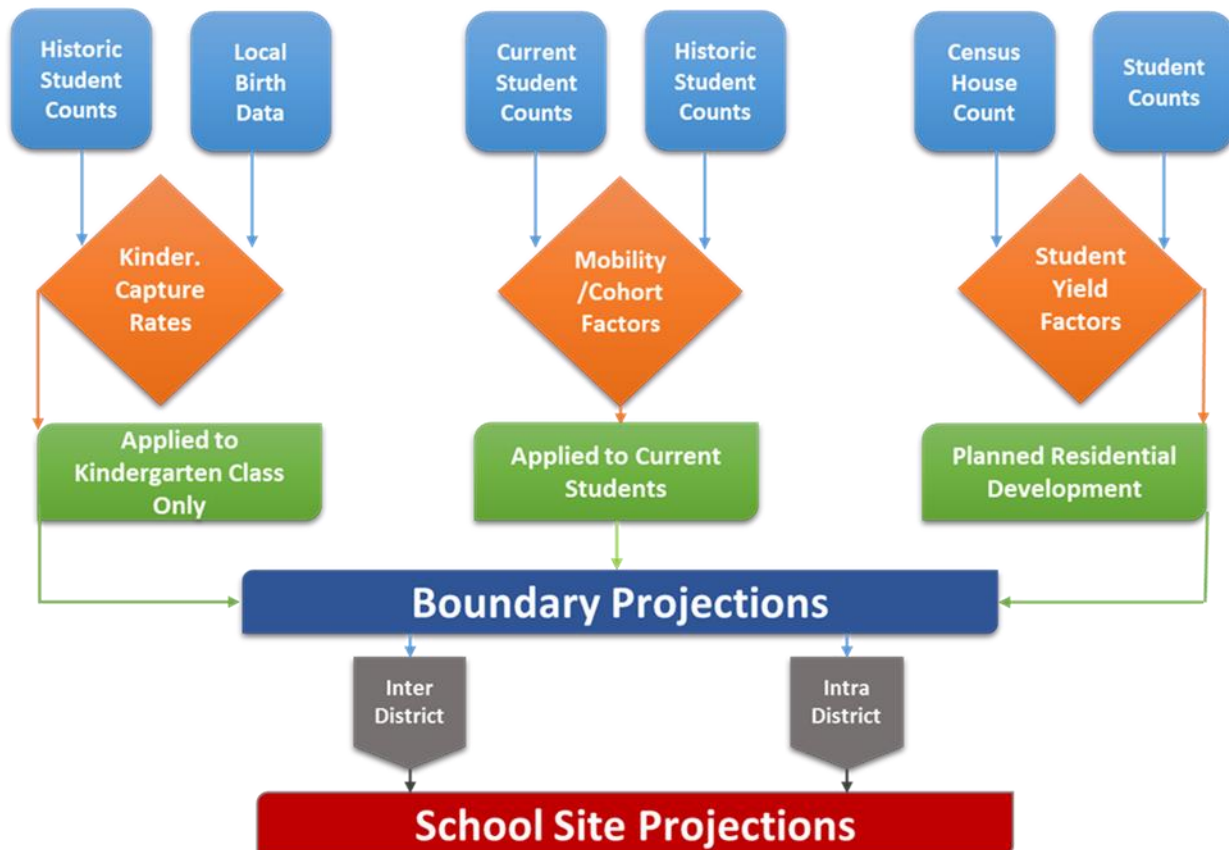 Historic
Student
Counts
Local
Birth
Data
Current
Student
Counts
Historic
Student
Counts
Census
House
Count
Student
Counts
Kinder.
Capture
Rates
Mobility
/Cohort
Factors
Student
Yield
Factors
Applied to
Kindergarten Class
Only
Applied to Current
Students
Planned Residential
Development
Boundary Projections
Inter
District
Intra
District
School Site Projections